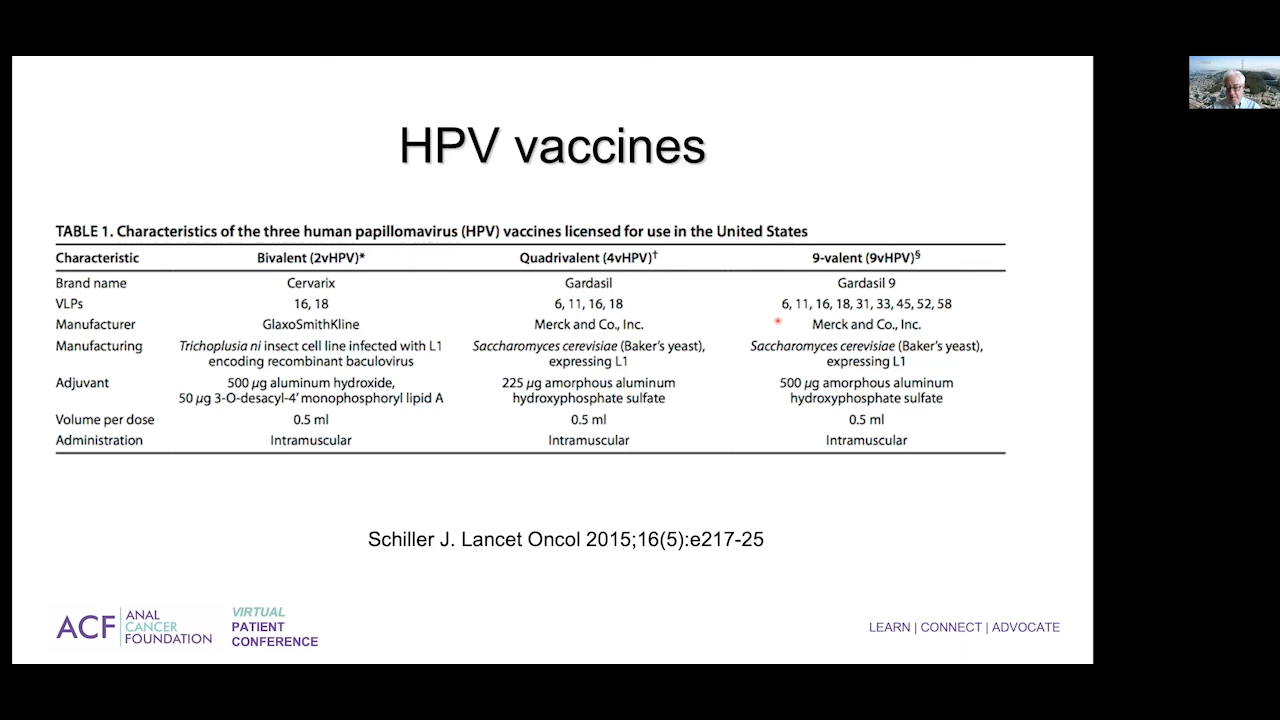 HPV vaccines
TABLE 1. Characteristics of the three human papillomavirus (HPV) vaccines licensed for use in the United States
Characteristic Bivalent (2vHPV)* Quadrivalent (4vHPV)† 9-valent (9vHPV)§
Brand name Cervarix Gardasil Gardasil 9
VLPs 16, 18 6, 11, 16, 18 6, 11, 16, 18, 31, 33, 45, 52, 58
Manufacturer GlaxoSmithKline Merck and Co., Inc. Merck and Co., Inc.
Manufacturing Trichoplusia ni insect cell line infected with L1 Saccharomyces cerevisiae (Baker’s yeast), Saccharomyces cerevisiae (Baker’s yeast),
encoding recombinant baculovirus expressing L1 expressing L1
Adjuvant 500 μg aluminum hydroxide, 225 μg amorphous aluminum 500 μg amorphous aluminum
50 μg 3-O-desacyl-4’ monophosphoryl lipid A hydroxyphosphate sulfate hydroxyphosphate sulfate
Volume per dose 0.5 ml 0.5 ml 0.5 ml
Administration Intramuscular Intramuscular Intramuscular
Schiller J. Lancet Oncol 2015;16(5):e217-25
ACF ANAL
CANCER
FOUNDATION
VIRTUAL
PATIENT
CONFERENCE
LEARN | CONNECT | ADVOCATE